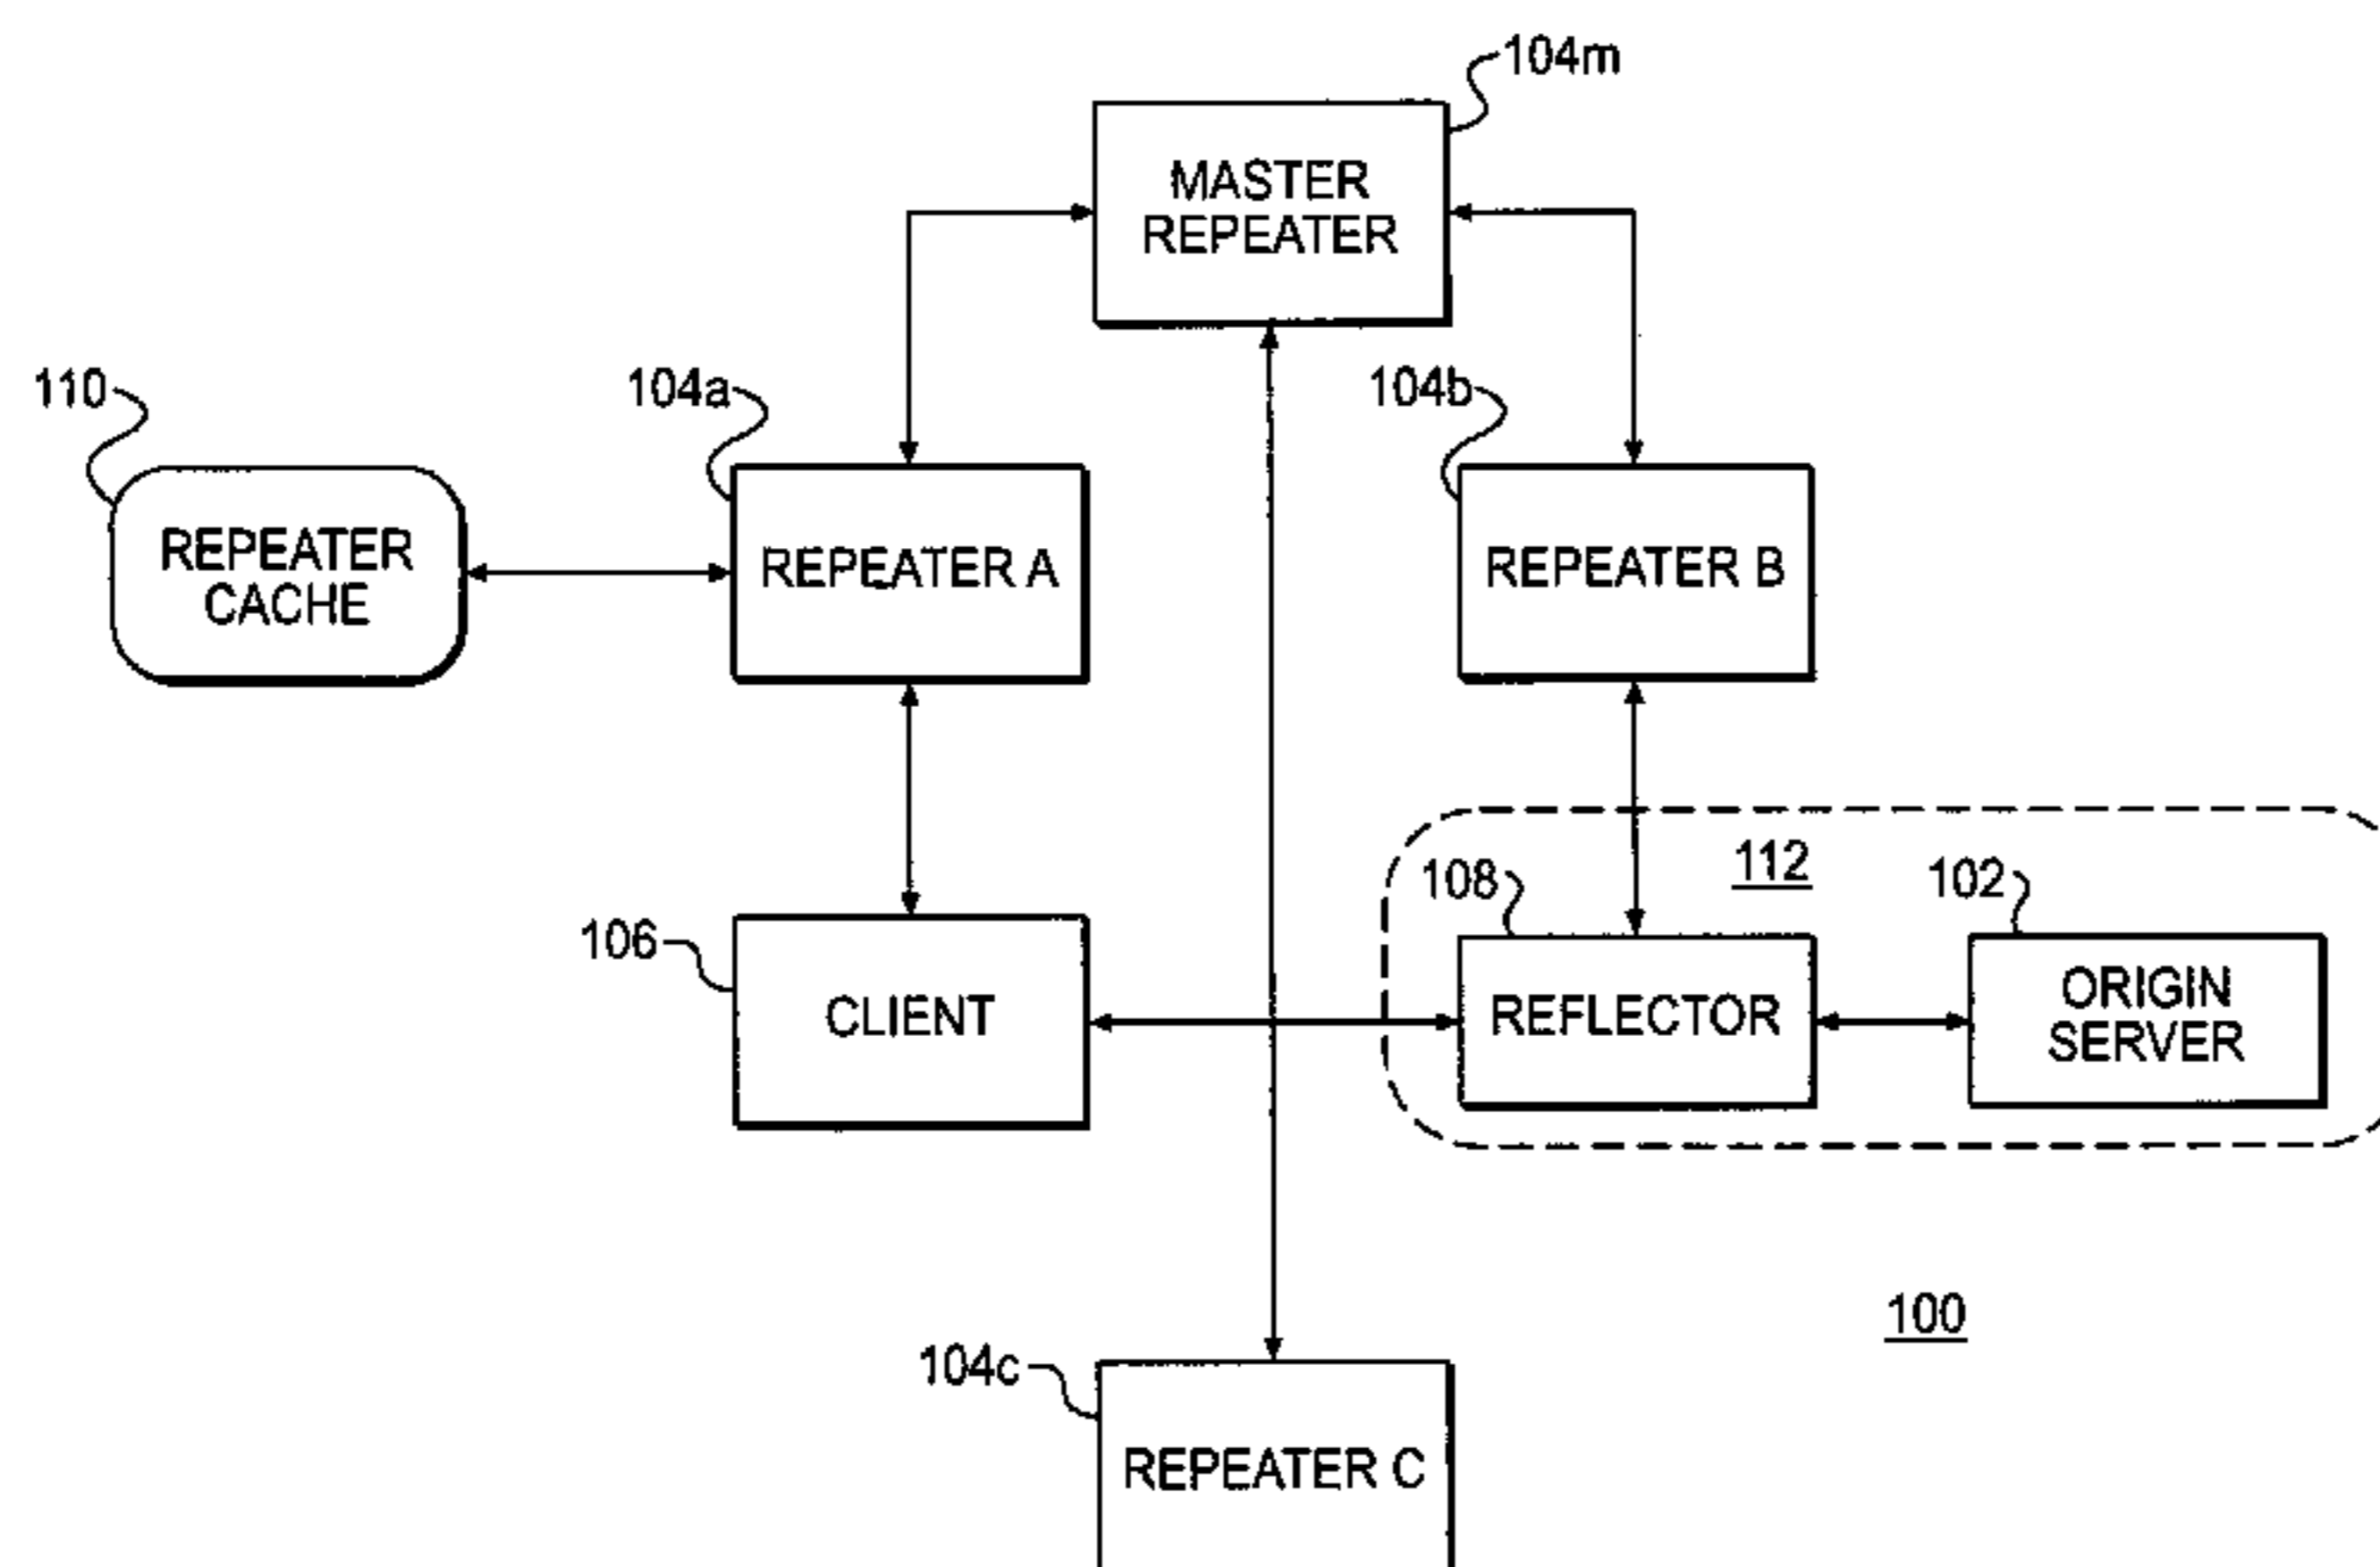 104m
MASTER
REPEATER
110
104a
104b
REPEATER
CACHE
REPEATER A
REPEATER B
112
108
102
106
CLIENT
REFLECTOR
ORIGIN
SERVER
100
104c
REPEATER C